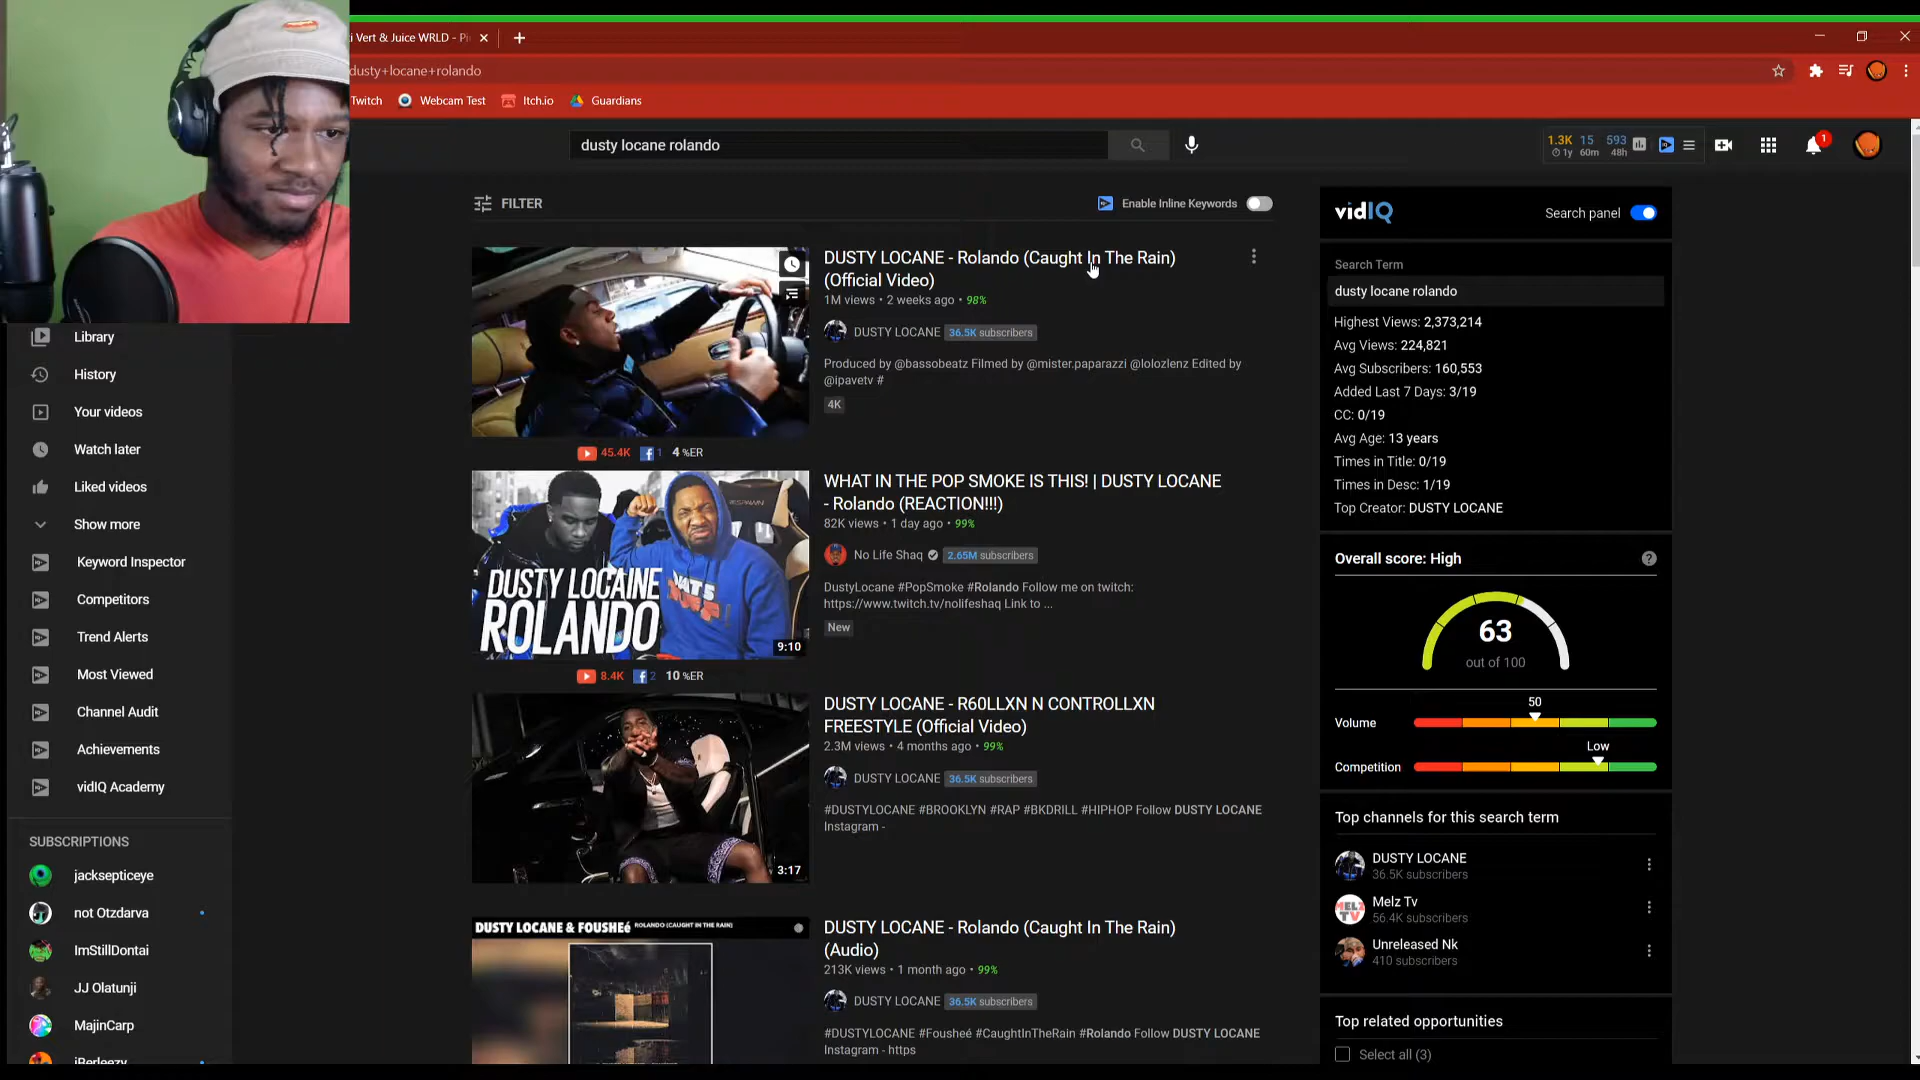 i Vert & Juice WRLD - Pi
dusty+locane+rolando
Twitch
Webcam Test
Itch.io
Guardians
dusty locane rolando
1.3K 15 593
1y 60m 48h
1
FILTER
Enable Inline Keywords
DUSTY LOCANE - Rolando (Caught In The Rain)
(Official Video)
1M views • 2 weeks ago • 98%
DUSTY LOCANE 36.5K subscribers
Produced by @bassobeatz Filmed by @mister.paparazzi @lolozlenz Edited by
@ipavetv #
4K
45.4K 1 4 %ER
WHAT IN THE POP SMOKE IS THIS! | DUSTY LOCANE
- Rolando (REACTION!!!)
82K views • 1 day ago • 99%
No Life Shaq 2.65M subscribers
DustyLocane #PopSmoke #Rolando Follow me on twitch:
https://www.twitch.tv/nolifeshaq Link to ...
New
DUSTY LOCAINE
ROLANDO
9:10
8.4K 2 10 %ER
DUSTY LOCANE - R60LLXN N CONTROLLXN
FREESTYLE (Official Video)
2.3M views • 4 months ago • 99%
DUSTY LOCANE 36.5K subscribers
#DUSTYLOCANE #BROOKLYN #RAP #BKDRILL #HIPHOP Follow DUSTY LOCANE
Instagram -
3:17
DUSTY LOCANE & FOUSHEé ROLANDO (CAUGHT IN THE RAIN)
DUSTY LOCANE - Rolando (Caught In The Rain)
(Audio)
213K views • 1 month ago • 99%
DUSTY LOCANE 36.5K subscribers
#DUSTYLOCANE #Fousheé #CaughtInTheRain #Rolando Follow DUSTY LOCANE
Instagram - https
Library
History
Your videos
Watch later
Liked videos
Show more
Keyword Inspector
Competitors
Trend Alerts
Most Viewed
Channel Audit
Achievements
vidIQ Academy
SUBSCRIPTIONS
jacksepticeye
not Otzdarva
ImStillDontai
JJ Olatunji
MajinCarp
iBerleezy
vidIQ
Search panel
Search Term
dusty locane rolando
Highest Views: 2,373,214
Avg Views: 224,821
Avg Subscribers: 160,553
Added Last 7 Days: 3/19
CC: 0/19
Avg Age: 13 years
Times in Title: 0/19
Times in Desc: 1/19
Top Creator: DUSTY LOCANE
Overall score: High
63
out of 100
50
Volume
Low
Competition
Top channels for this search term
DUSTY LOCANE
36.5K subscribers
Melz Tv
56.4K subscribers
Unreleased Nk
410 subscribers
Top related opportunities
Select all (3)